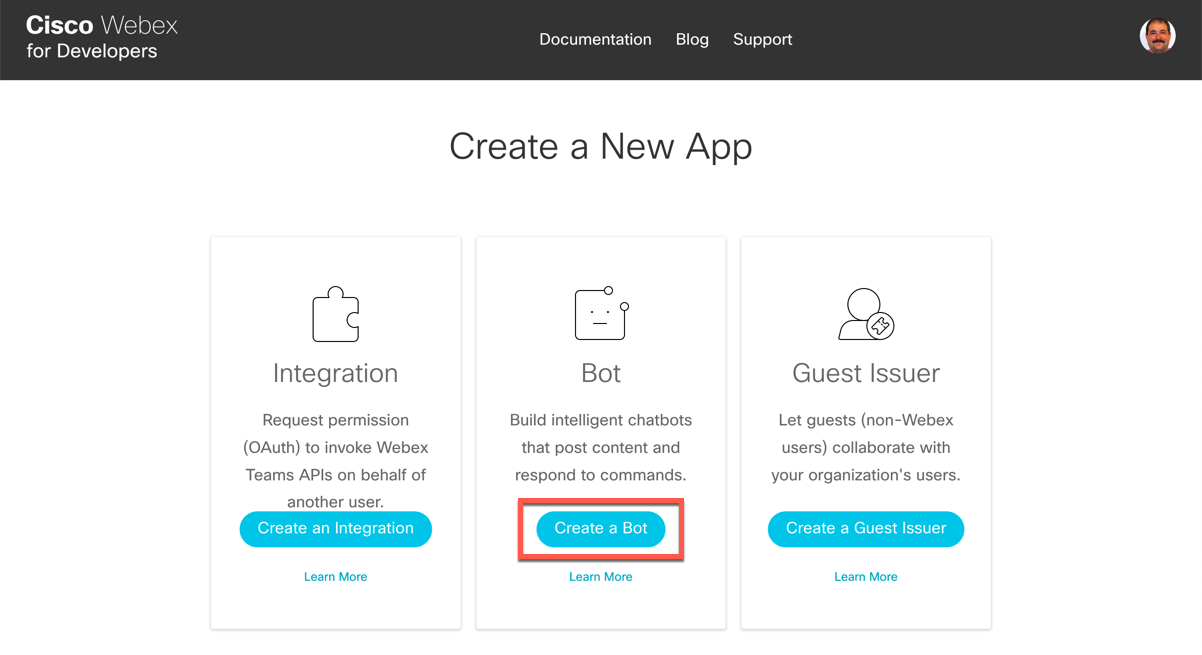 Cisco Webex
for Developers
Documentation Blog Support
Create a New App
Integration
Request permission
(OAuth) to invoke Webex
Teams APIs on behalf of
another user.
Create an Integration
Learn More
Bot
Build intelligent chatbots
that post content and
respond to commands.
Create a Bot
Learn More
Guest Issuer
Let guests (non-Webex
users) collaborate with
your organization's users.
Create a Guest Issuer
Learn More